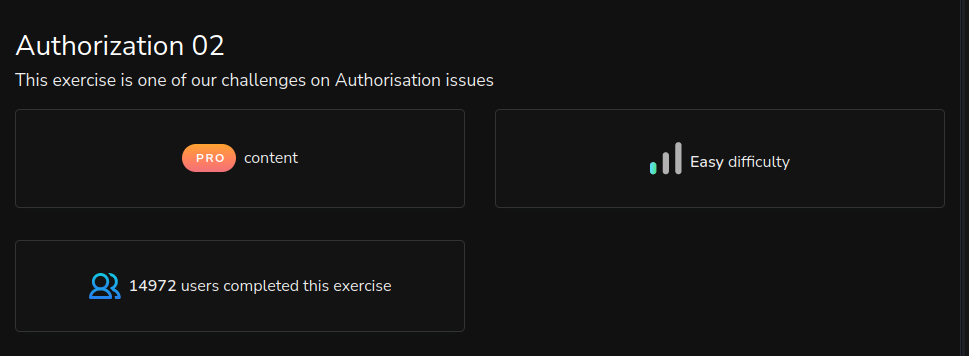 Authorization 02
This exercise is one of our challenges on Authorisation issues
PRO content
Easy difficulty
14972 users completed this exercise